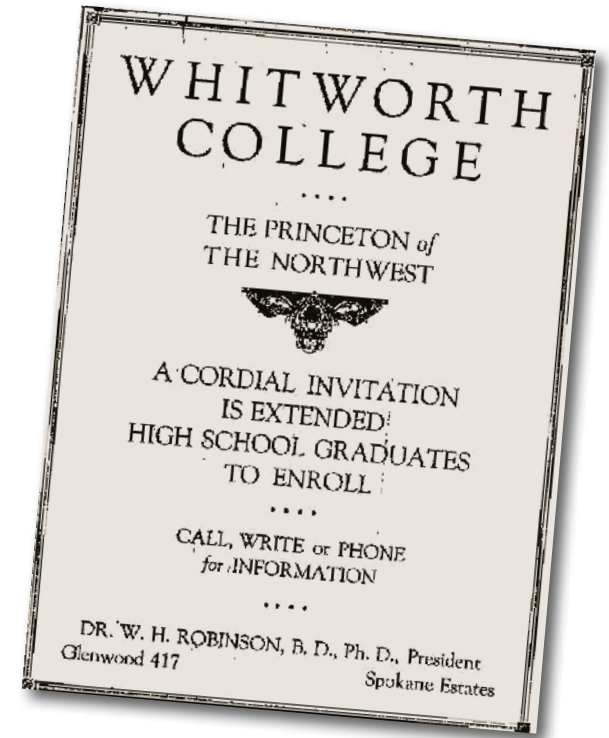 WHITWORTH
COLLEGE
THE PRINCETON of
THE NORTHWEST
A CORDIAL INVITATION
IS EXTENDED
HIGH SCHOOL GRADUATES
TO ENROLL
CALL, WRITE or PHONE
for INFORMATION
DR. W. H. ROBINSON, B. D., Ph. D., President
Glenwood 417
Spokane Estates